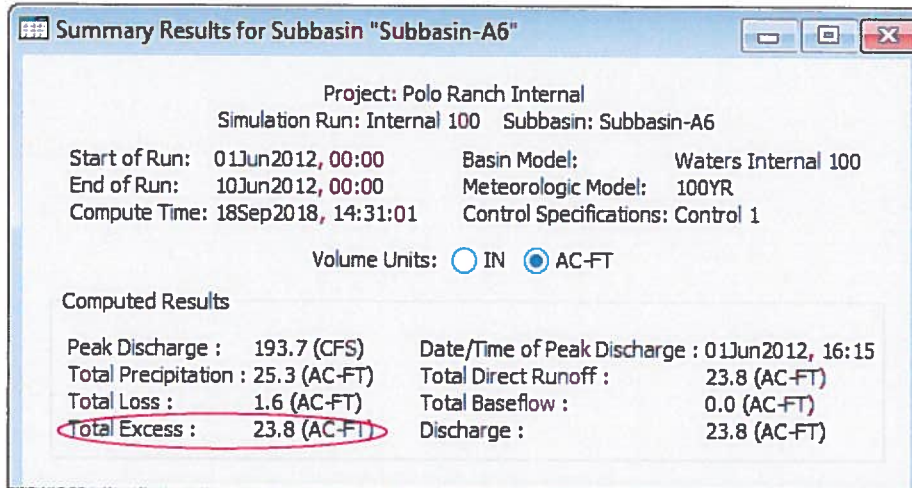 Summary Results for Subbasin "Subbasin-A6"
Project: Polo Ranch Internal
Simulation Run: Internal 100 Subbasin: Subbasin-A6
Start of Run: 01Jun2012, 00:00 Basin Model: Waters Internal 100
End of Run: 10Jun2012, 00:00 Meteorologic Model: 100YR
Compute Time: 18Sep2018, 14:31:01 Control Specifications: Control 1
Volume Units: IN AC-FT
Computed Results
Peak Discharge : 193.7 (CFS) Date/Time of Peak Discharge : 01Jun2012, 16:15
Total Precipitation : 25.3 (AC-FT) Total Direct Runoff : 23.8 (AC-FT)
Total Loss : 1.6 (AC-FT) Total Baseflow : 0.0 (AC-FT)
Total Excess : 23.8 (AC-FT) Discharge : 23.8 (AC-FT)